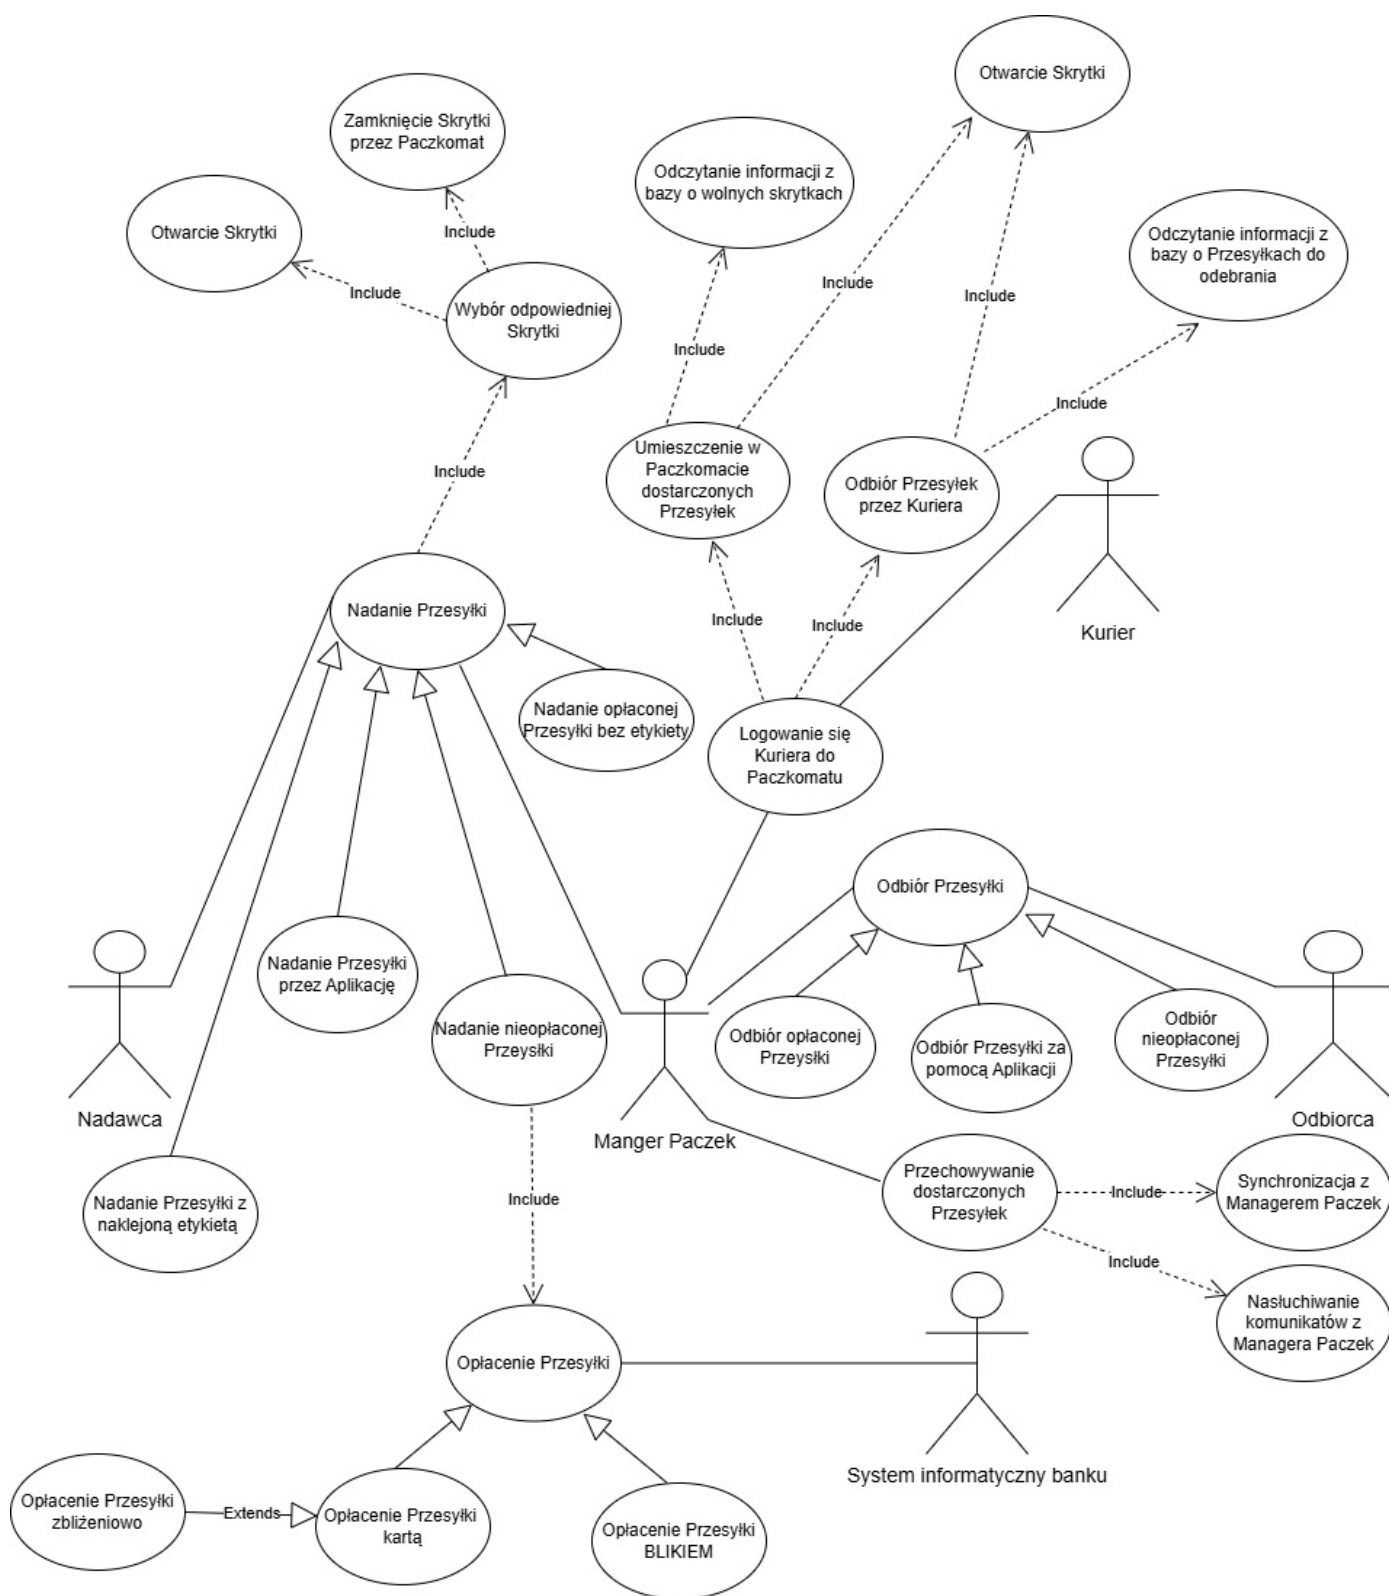 Otwarcie Skrytki
Zamknięcie Skrytki
przez Paczkomat
Odczytanie informacji z
bazy o wolnych skrytkach
Otwarcie Skrytki
Include
Odczytanie informacji z
bazy o Przesyłkach do
odebrania
Include
Include
Include
Wybór odpowiedniej
Skrytki
Include
Include
Umieszczenie w
Paczkomacie
dostarczonych
Przesyłek
Include
Odbiór Przesyłek
przez Kuriera
Nadanie Przesyłki
Include
Include
Kurier
Nadanie opłaconej
Przesyłki bez etykiety
Logowanie się
Kuriera do
Paczkomatu
Odbiór Przesyłki
Nadanie Przesyłki
przez Aplikację
Nadanie nieopłaconej
Przeysłki
Odbiór opłaconej
Przeysłki
Odbiór Przesyłki za
pomocą Aplikacji
Odbiór
nieopłaconej
Przesyłki
Nadawca
Manger Paczek
Odbiorca
Nadanie Przesyłki z
naklejoną etykietą
Include
Przechowywanie
dostarczonych
Przesyłek
Include
Synchronizacja z
Managerem Paczek
Include
Nasłuchiwanie
komunikatów z
Managera Paczek
Opłacenie Przesyłki
System informatyczny banku
Opłacenie Przesyłki
zbliżeniowo
Extends
Opłacenie Przesyłki
kartą
Opłacenie Przesyłki
BLIKIEM